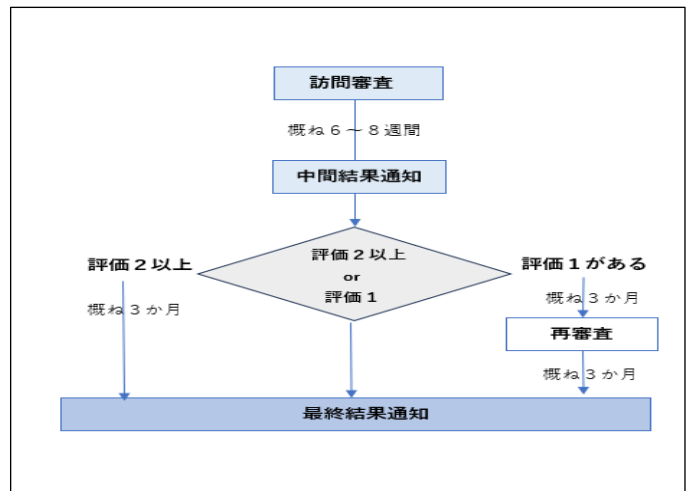 訪問審査
概ね６～８週間
中間結果通知
評価２以上
or
評価１
評価２以上
概ね３か月
評価１がある
概ね３か月
再審査
概ね３か月
最終結果通知